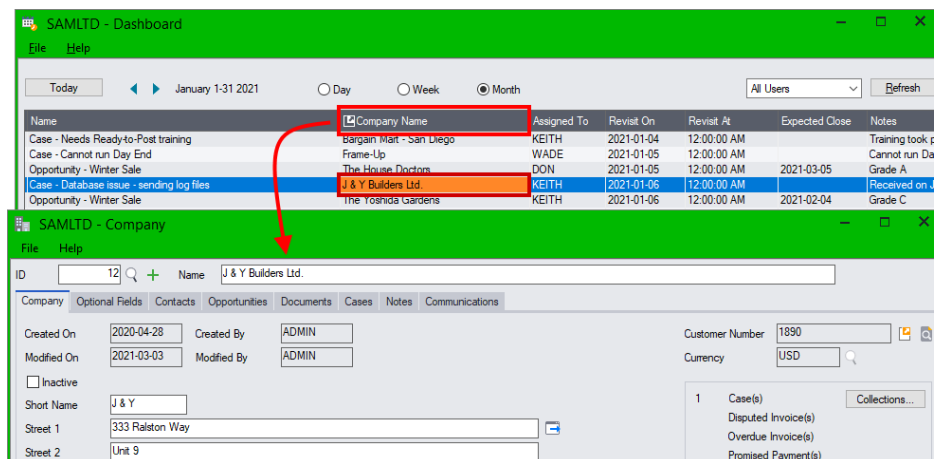 SAMLTD - Dashboard
File Help
Today January 1-31 2021 Day Week Month All Users Refresh
Name Company Name Assigned To Revisit On Revisit At Expected Close Notes
Case - Needs Ready-to-Post training Bargain Mart - San Diego KEITH 2021-01-04 12:00:00 AM Training took p
Case - Cannot run Day End Frame-Up WADE 2021-01-05 12:00:00 AM Cannot run Da
Opportunity - Winter Sale The House Doctors DON 2021-01-05 12:00:00 AM 2021-03-05 Grade A
Case - Database issue - sending log files J & Y Builders Ltd. KEITH 2021-01-06 12:00:00 AM Received on J
Opportunity - Winter Sale The Yoshida Gardens KEITH 2021-01-06 12:00:00 AM 2021-02-04 Grade C
SAMLTD - Company
File Help
ID 12 Name J & Y Builders Ltd.
Company Optional Fields Contacts Opportunities Documents Cases Notes Communications
Created On 2020-04-28 Created By ADMIN Customer Number 1890
Modified On 2021-03-03 Modified By ADMIN Currency USD
Inactive
Short Name J & Y 1 Case(s) Collections...
Disputed Invoice(s)
Street 1 333 Ralston Way
Overdue Invoice(s)
Street 2 Unit 9 Promised Payment(s)